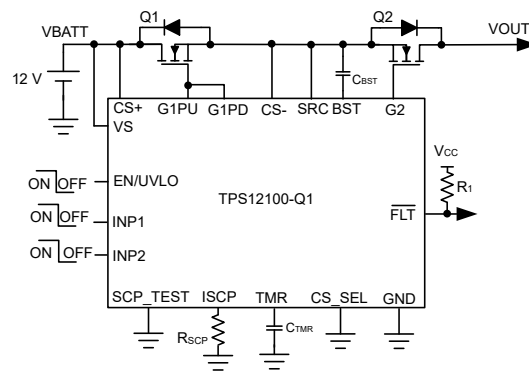 Q1
Q2
VBATT
VOUT
12 V
CBST
CS+
G1PU
G1PD
CS-
SRC
BST
G2
VS
VCC
R1
ON
OFF
EN/UVLO
TPS12100-Q1
FLT
ON
OFF
INP1
ON
OFF
INP2
SCP_TEST
ISCP
TMR
CS_SEL
GND
RSCP
CTMR